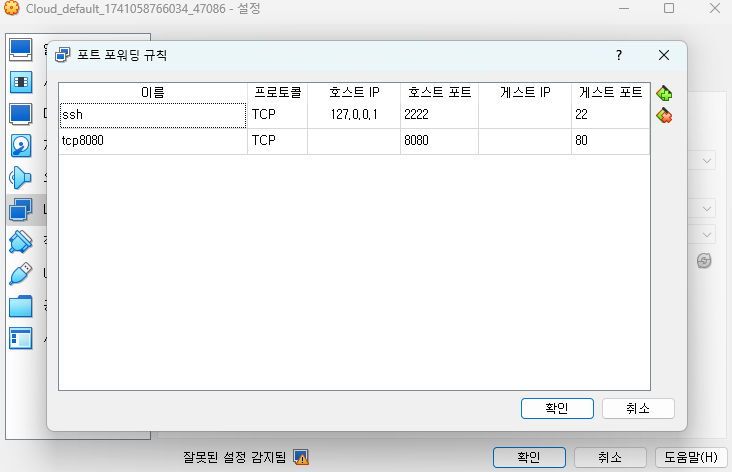 Cloud_default_1741058766034_47086 - 설정
포트 포워딩 규칙
?
이름 프로토콜 호스트 IP 호스트 포트 게스트 IP 게스트 포트
ssh TCP 127.0.0.1 2222 22
tcp8080 TCP 8080 80
확인 취소
잘못된 설정 감지됨 확인 취소 도움말(H)